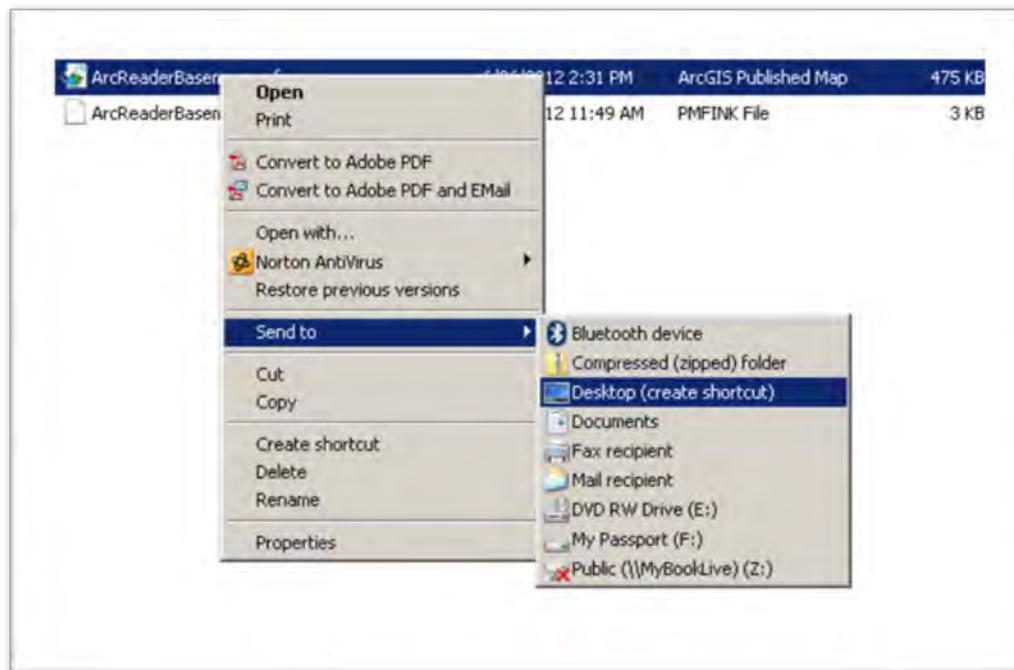 ArcReaderBasem 12 2:31 PM ArcGIS Published Map 475 KB
ArcReaderBasen 12 11:49 AM PMFINK File 3 KB
Open
Print
Convert to Adobe PDF
Convert to Adobe PDF and EMail
Open with...
Norton AntiVirus
Restore previous versions
Send to
Cut
Copy
Create shortcut
Delete
Rename
Properties
Bluetooth device
Compressed (zipped) folder
Desktop (create shortcut)
Documents
Fax recipient
Mail recipient
DVD RW Drive (E:)
My Passport (F:)
Public (\\MyBookLive) (Z:)